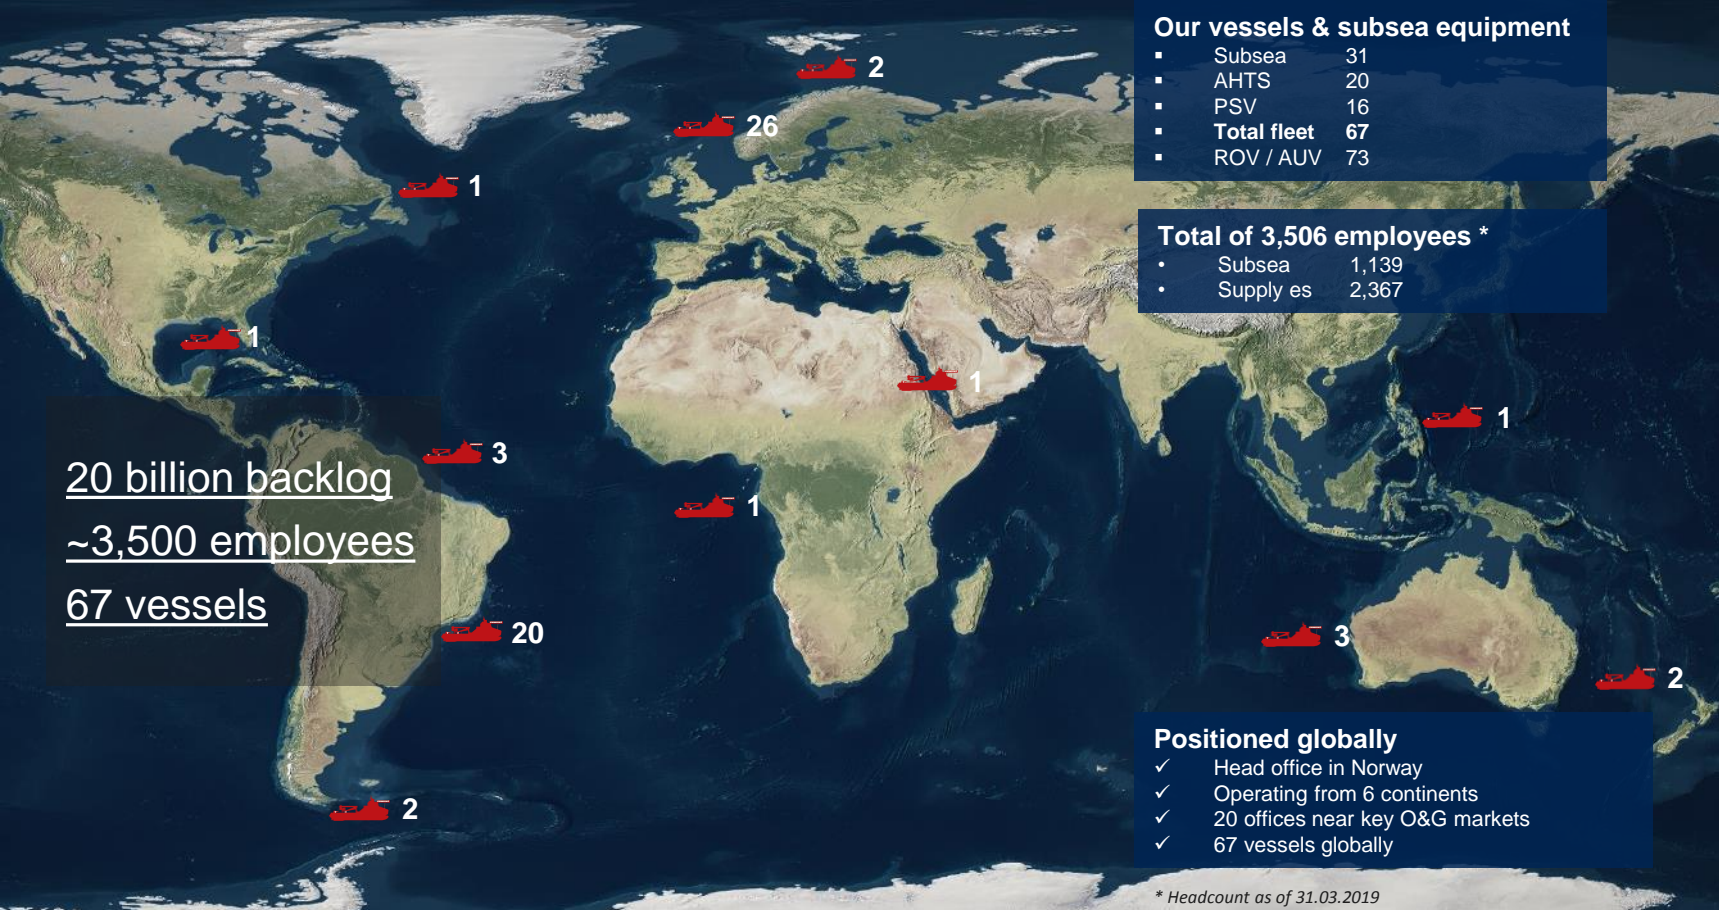 Our vessels & subsea equipment
▪ Subsea 31
▪ AHTS 20
▪ PSV 16
▪ Total fleet 67
▪ ROV / AUV 73
Total of 3,506 employees *
• Subsea 1,139
• Supply es 2,367
2
26
1
1
1
1
3
1
20
3
2
2
20 billion backlog
~3,500 employees
67 vessels
Positioned globally
✓ Head office in Norway
✓ Operating from 6 continents
✓ 20 offices near key O&G markets
✓ 67 vessels globally
* Headcount as of 31.03.2019